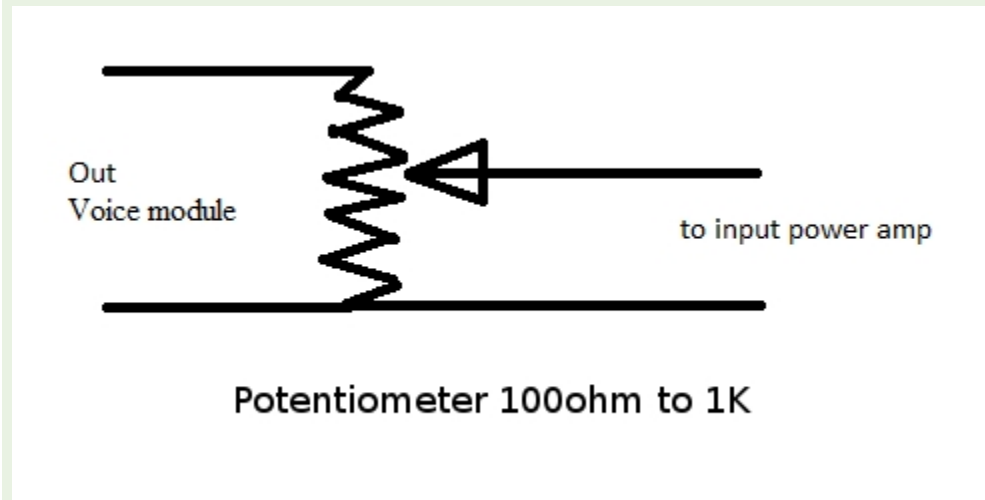 Out
Voice module
to input power amp
Potentiometer 100ohm to 1K